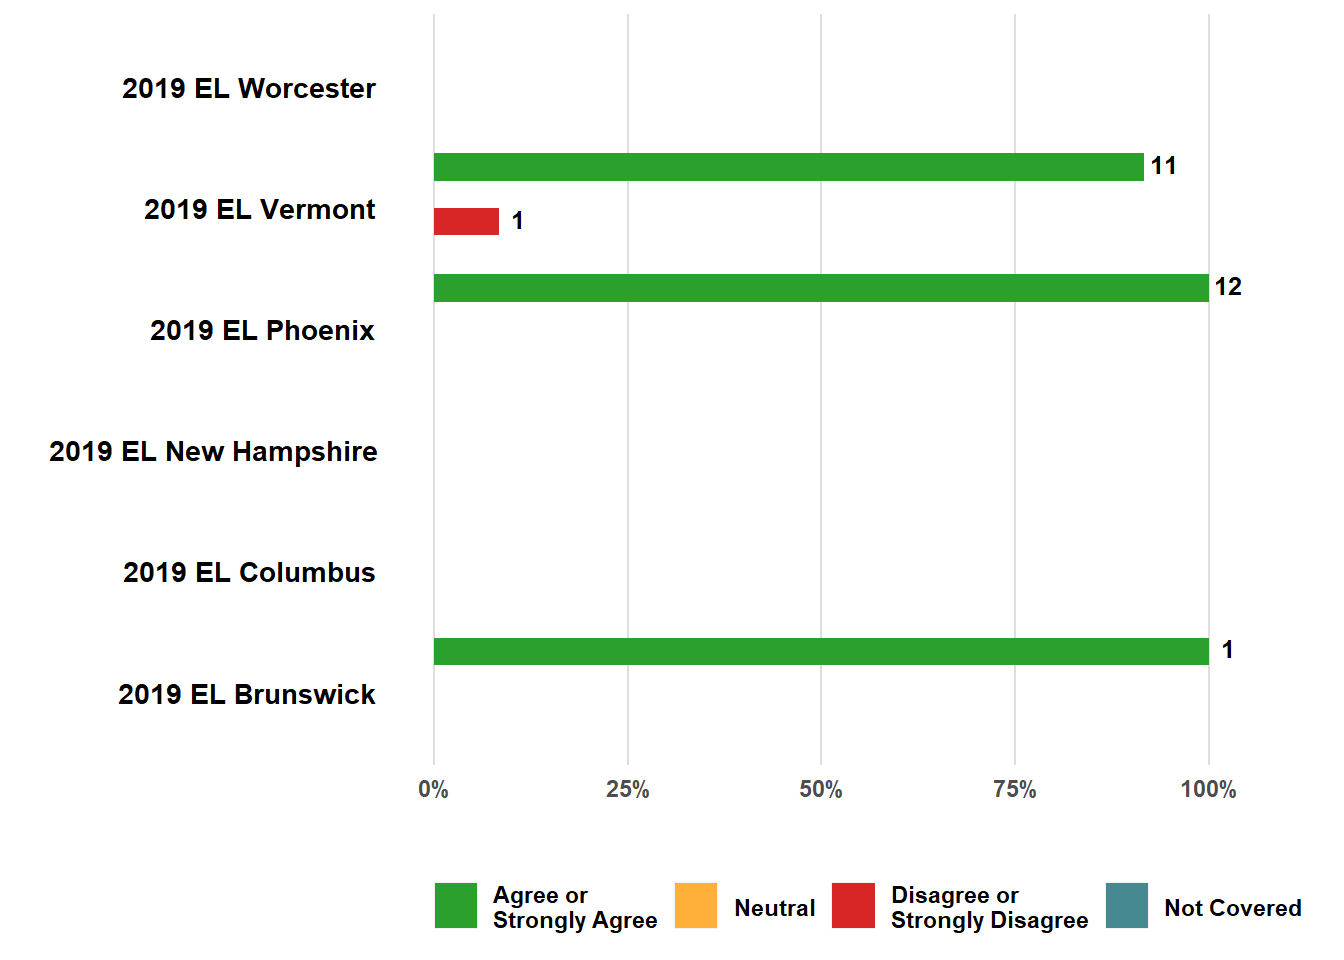 2019 EL Worcester
11
2019 EL Vermont
1
12
2019 EL Phoenix
2019 EL New Hampshire
2019 EL Columbus
1
2019 EL Brunswick
0% 25% 50% 75% 100%
Agree or
Strongly Agree
Neutral
Disagree or
Strongly Disagree
Not Covered